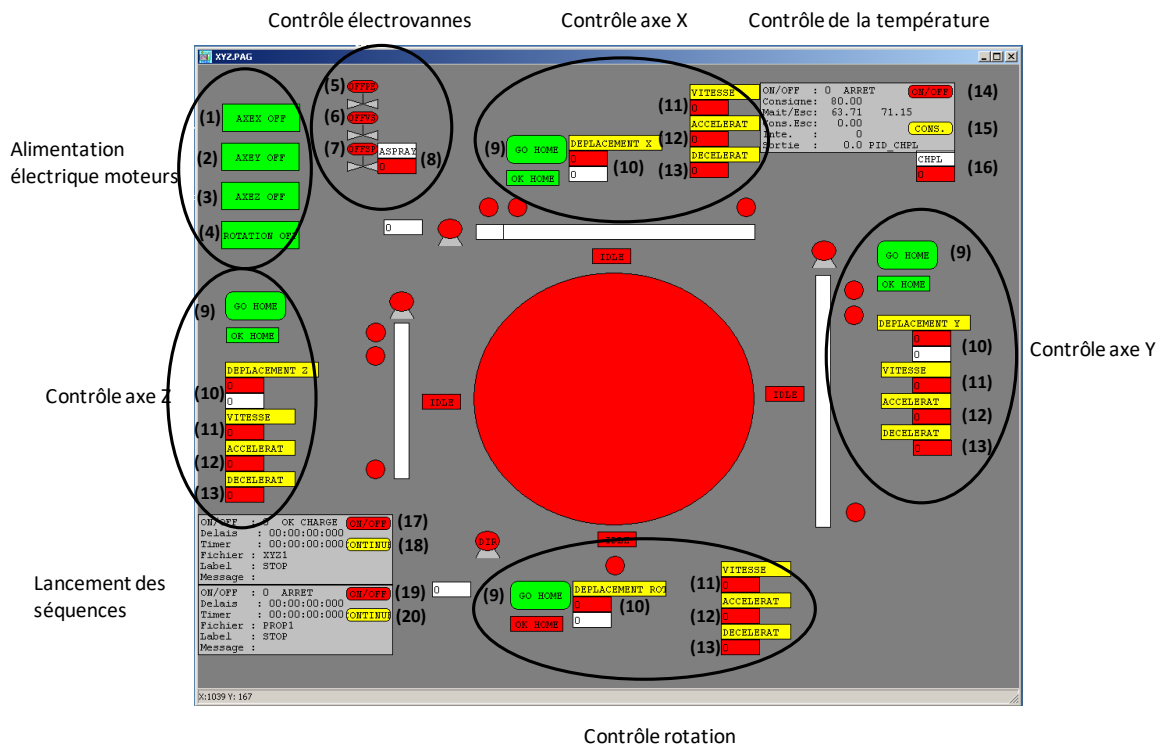 Contrôle électrovannes
Contrôle axe X
Contrôle de la température
XYZ.PAG
(1)
AXEX OFF
(2)
AXEY OFF
(3)
AXEZ OFF
(4)
ROTATION OFF
Alimentation
électrique moteurs
(5)
(6)
(7)
ASPRAY
0
(8)
0
(9)
GO HOME
OK HOME
DEPLACEMENT X
0
0
(10)
VITESSE
(11)
0
ACCELERAT
(12)
0
DECELERAT
(13)
0
ON/OFF : 0 ARRET
ON/OFF
(14)
Consigne: 80.00
Mait/Esc: 63.71 71.15
Cons.Esc: 0.00
CONS.
(15)
Inte. : 0
Sortie : 0.0 PID_CHPL
CHPL
0
(16)
IDLE
IDLE
IDLE
IDLE
(9)
GO HOME
OK HOME
DEPLACEMENT Z
(10)
0
0
VITESSE
(11)
0
ACCELERAT
(12)
0
DECELERAT
(13)
0
Contrôle axe Z
GO HOME
(9)
OK HOME
DEPLACEMENT Y
0
0
(10)
VITESSE
0
(11)
ACCELERAT
0
(12)
DECELERAT
0
(13)
Contrôle axe Y
Lancement des
séquences
ON/OFF : 0 OK CHARGE
ON/OFF
(17)
Delais : 00:00:00:000
Timer : 00:00:00:000
CONTINUE
(18)
Fichier : XYZ1
Label : STOP
Message :
ON/OFF : 0 ARRET
ON/OFF
(19)
Delais : 00:00:00:000
Timer : 00:00:00:000
CONTINUE
(20)
Fichier : PROP1
Label : STOP
Message :
DIR
0
(9)
GO HOME
OK HOME
DEPLACEMENT ROT
0
0
(10)
VITESSE
(11)
0
ACCELERAT
(12)
0
DECELERAT
(13)
0
X:1039 Y: 167
Contrôle rotation